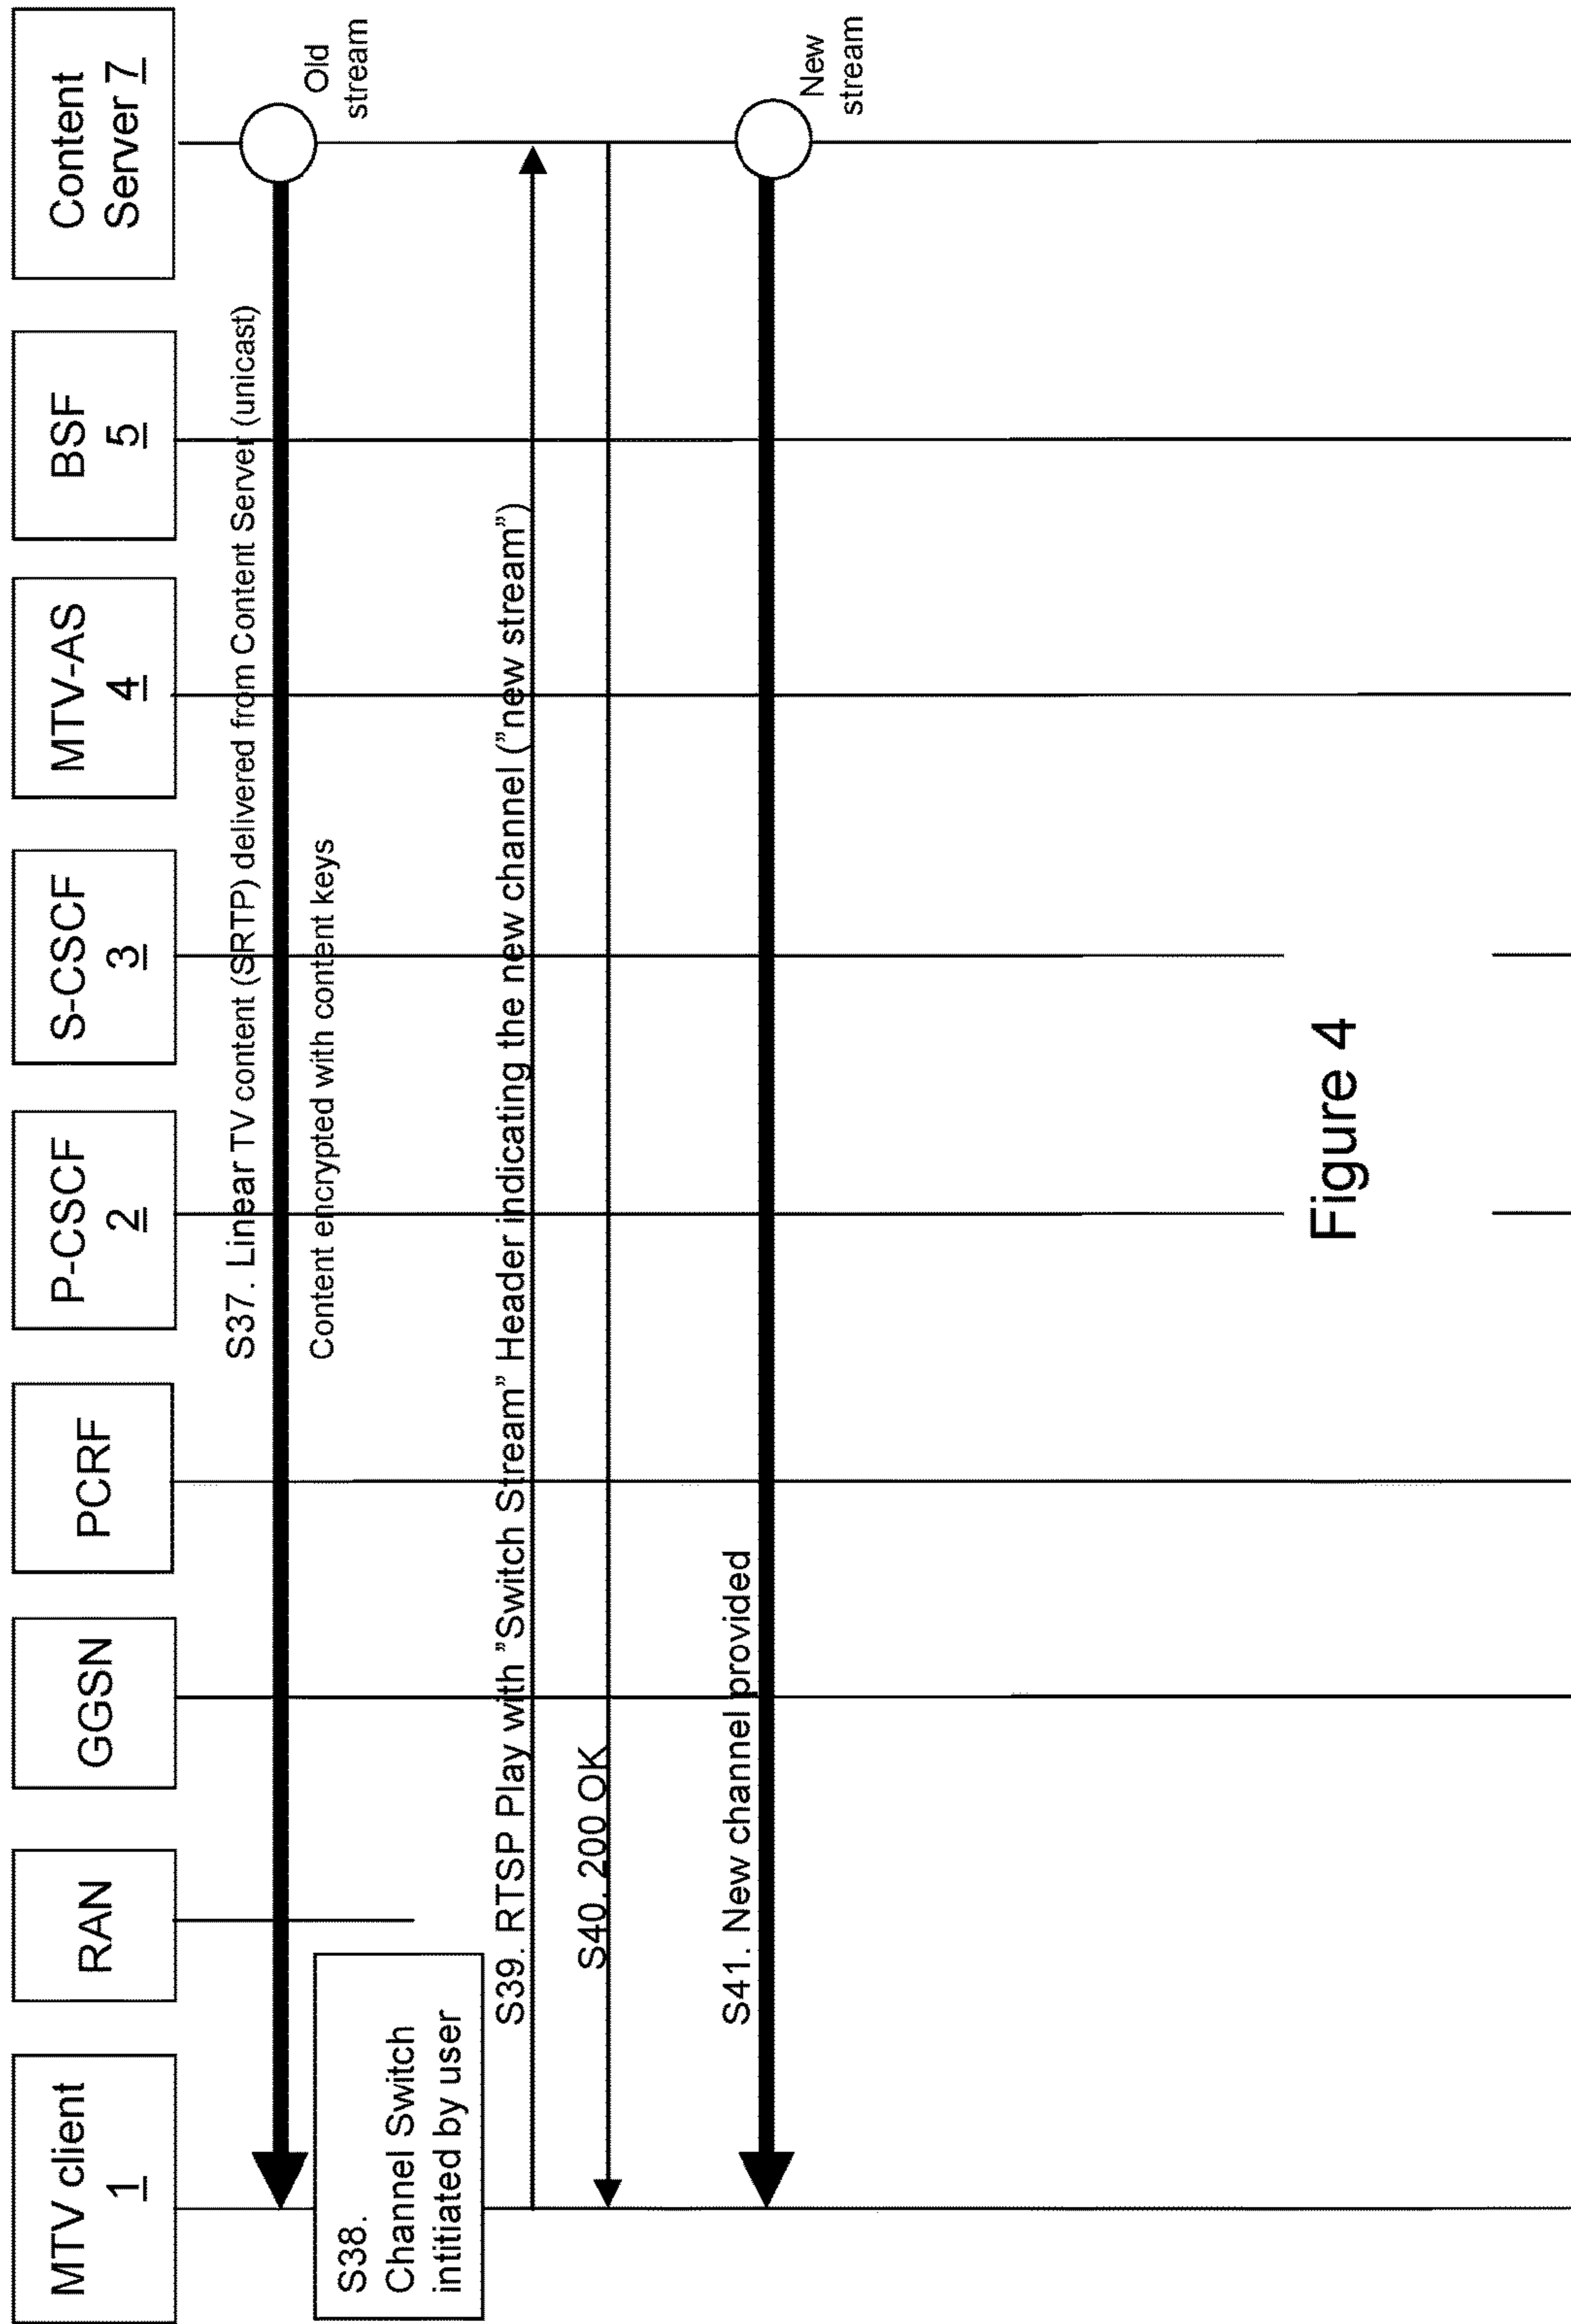 MTV client
1
RAN
GGSN
PCRF
P-CSCF
2
S-CSCF
3
MTV-AS
4
BSF
5
Content
Server 7
S37. Linear TV content (SRTP) delivered from Content Server (unicast)
Old
stream
Content encrypted with content keys
S38.
Channel Switch
intitiated by user
S39. RTSP Play with ”Switch Stream” Header indicating the new channel (”new stream”)
S40. 200 OK
S41. New channel provided
New
stream
Figure 4